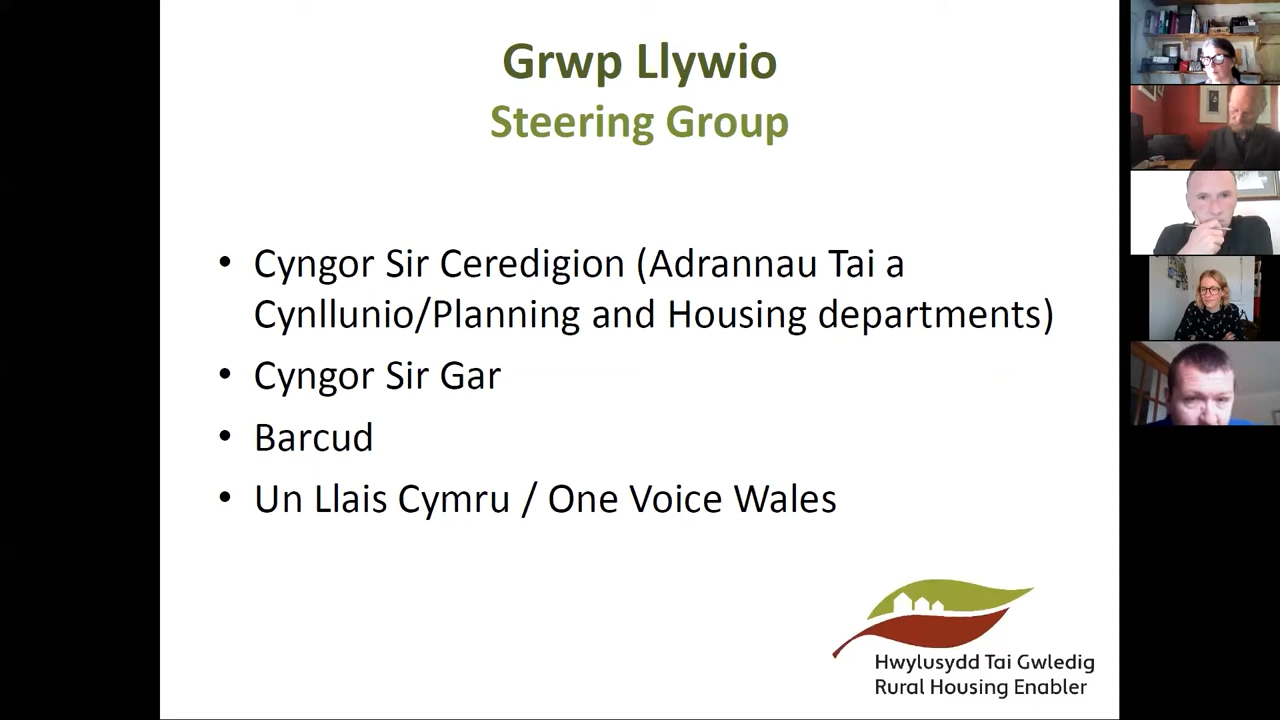 Grwp Llywio
Steering Group
• Cyngor Sir Ceredigion (Adrannau Tai a
Cynllunio/Planning and Housing departments)
• Cyngor Sir Gar
• Barcud
• Un Llais Cymru / One Voice Wales
Hwylusydd Tai Gwledig
Rural Housing Enabler